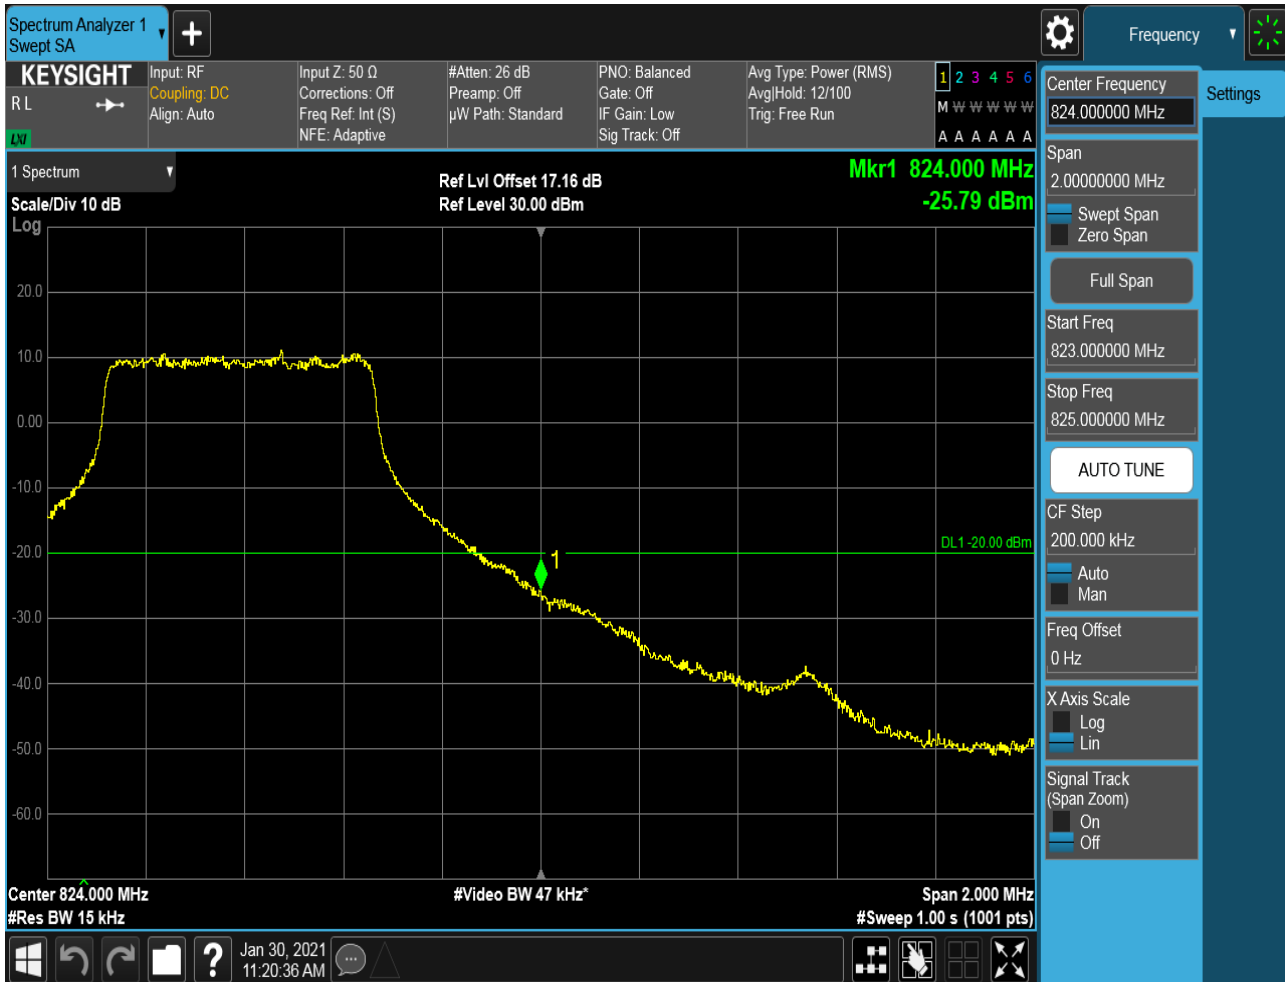 Spectrum Analyzer 1
Swept SA
+
Frequency
KEYSIGHT
R L
LXI
Input: RF
Coupling: DC
Align: Auto
Input Z: 50 Ω
Corrections: Off
Freq Ref: Int (S)
NFE: Adaptive
#Atten: 26 dB
Preamp: Off
µW Path: Standard
PNO: Balanced
Gate: Off
IF Gain: Low
Sig Track: Off
Avg Type: Power (RMS)
Avg|Hold: 12/100
Trig: Free Run
1 2 3 4 5 6
M W W W W W
A A A A A A
1 Spectrum
Scale/Div 10 dB
Log
Ref Lvl Offset 17.16 dB
Ref Level 30.00 dBm
Mkr1 824.000 MHz
-25.79 dBm
20.0
10.0
0.00
-10.0
-20.0
-30.0
-40.0
-50.0
-60.0
DL1 -20.00 dBm
1
Center 824.000 MHz
#Res BW 15 kHz
#Video BW 47 kHz*
Span 2.000 MHz
#Sweep 1.00 s (1001 pts)
?
Jan 30, 2021
11:20:36 AM
Center Frequency
824.000000 MHz
Span
2.00000000 MHz
Swept Span
Zero Span
Full Span
Start Freq
823.000000 MHz
Stop Freq
825.000000 MHz
AUTO TUNE
CF Step
200.000 kHz
Auto
Man
Freq Offset
0 Hz
X Axis Scale
Log
Lin
Signal Track
(Span Zoom)
On
Off
Settings